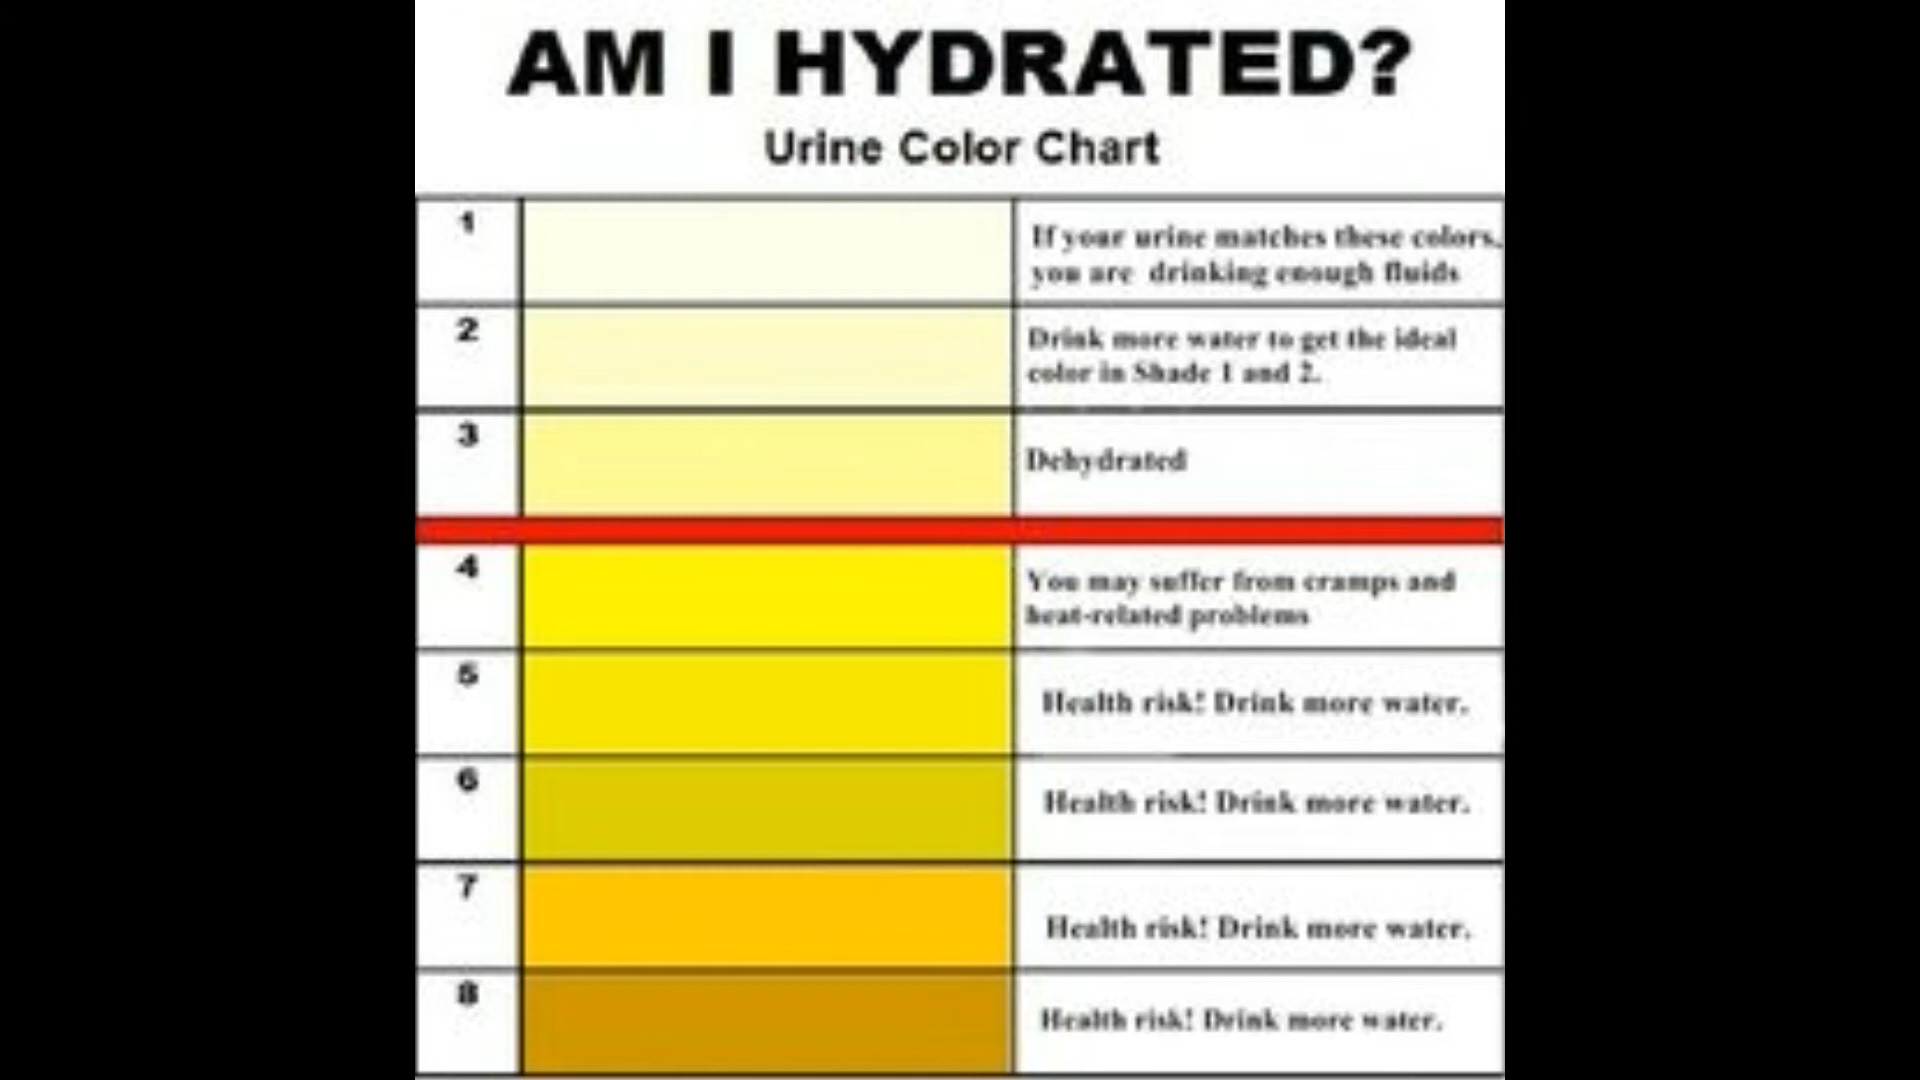 AM I HYDRATED?
Urine Color Chart
1
If your urine matches these colors,
you are drinking enough fluids
2
Drink more water to get the ideal
color in Shade 1 and 2.
3
Dehydrated
4
You may suffer from cramps and
heat-related problems
5
Health risk! Drink more water.
6
Health risk! Drink more water.
7
Health risk! Drink more water.
8
Health risk! Drink more water.